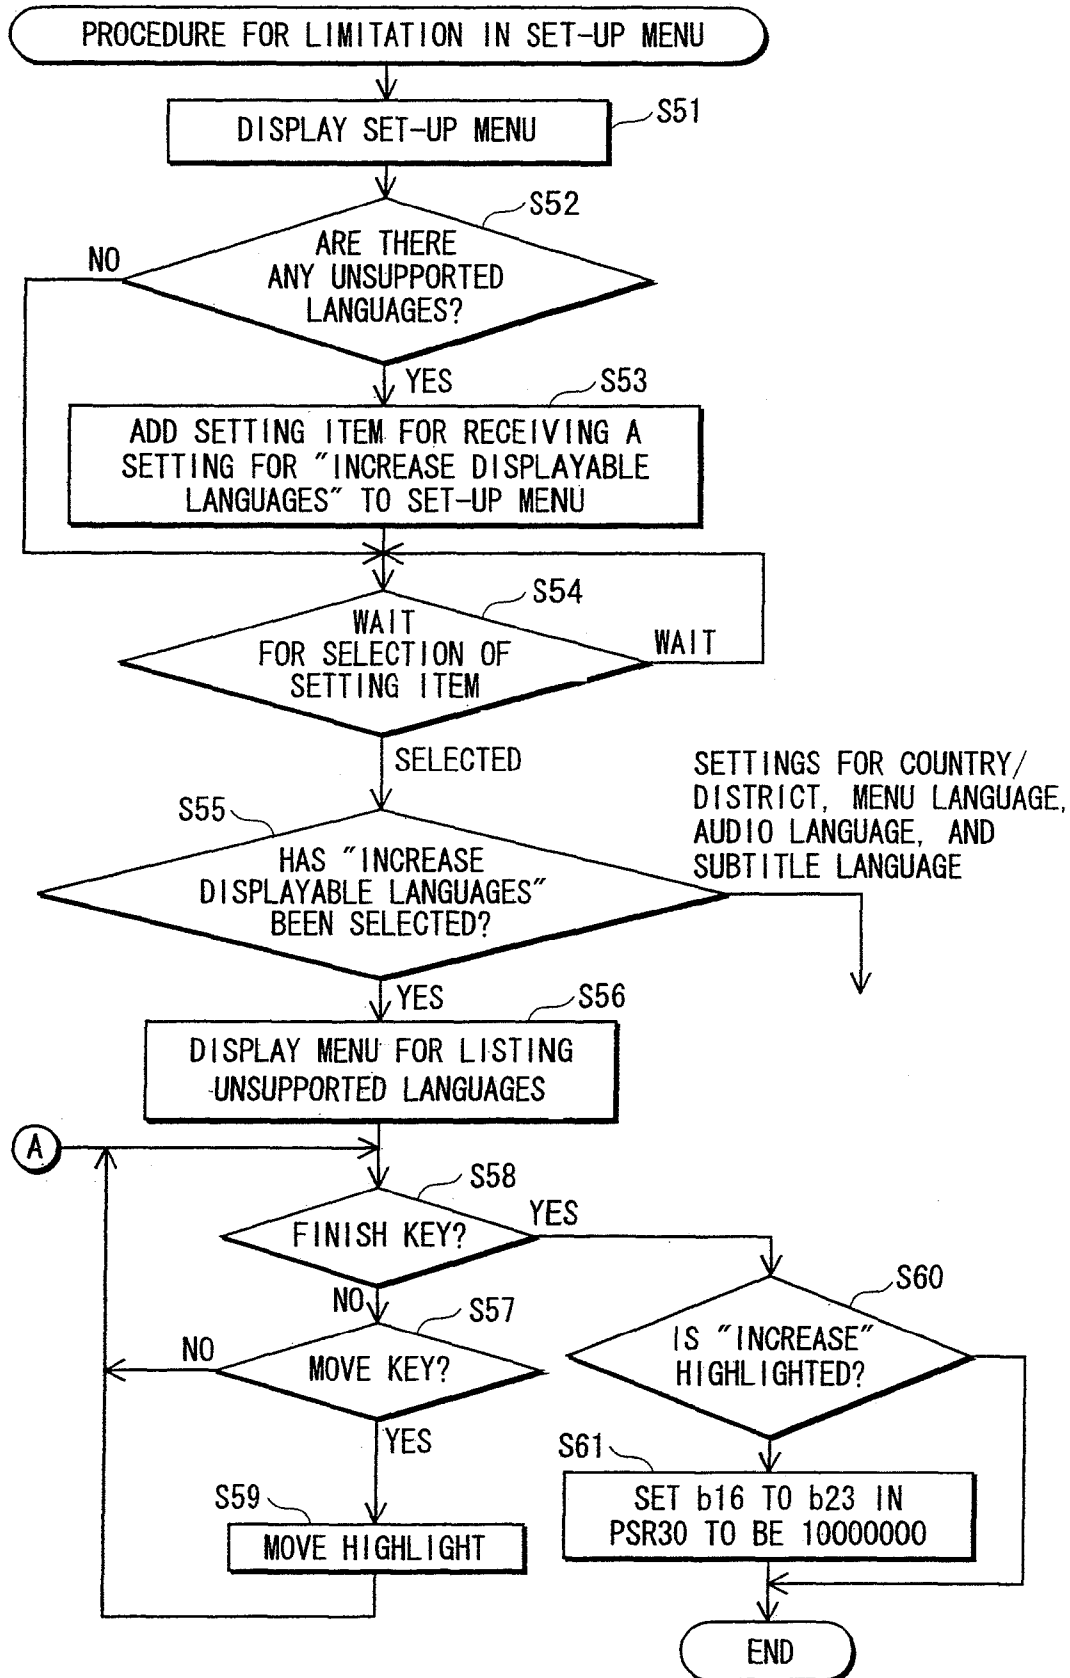 PROCEDURE FOR LIMITATION IN SET-UP MENU
S51
DISPLAY SET-UP MENU
S52
ARE THERE
ANY UNSUPPORTED
LANGUAGES?
NO
YES
S53
ADD SETTING ITEM FOR RECEIVING A
SETTING FOR "INCREASE DISPLAYABLE
LANGUAGES" TO SET-UP MENU
S54
WAIT
FOR SELECTION OF
SETTING ITEM
WAIT
SELECTED
SETTINGS FOR COUNTRY/
DISTRICT, MENU LANGUAGE,
AUDIO LANGUAGE, AND
SUBTITLE LANGUAGE
S55
HAS "INCREASE
DISPLAYABLE LANGUAGES"
BEEN SELECTED?
YES
S56
DISPLAY MENU FOR LISTING
UNSUPPORTED LANGUAGES
A
S58
FINISH KEY?
YES
NO
S57
MOVE KEY?
NO
YES
S59
MOVE HIGHLIGHT
S60
IS "INCREASE"
HIGHLIGHTED?
S61
SET b16 TO b23 IN
PSR30 TO BE 10000000
END